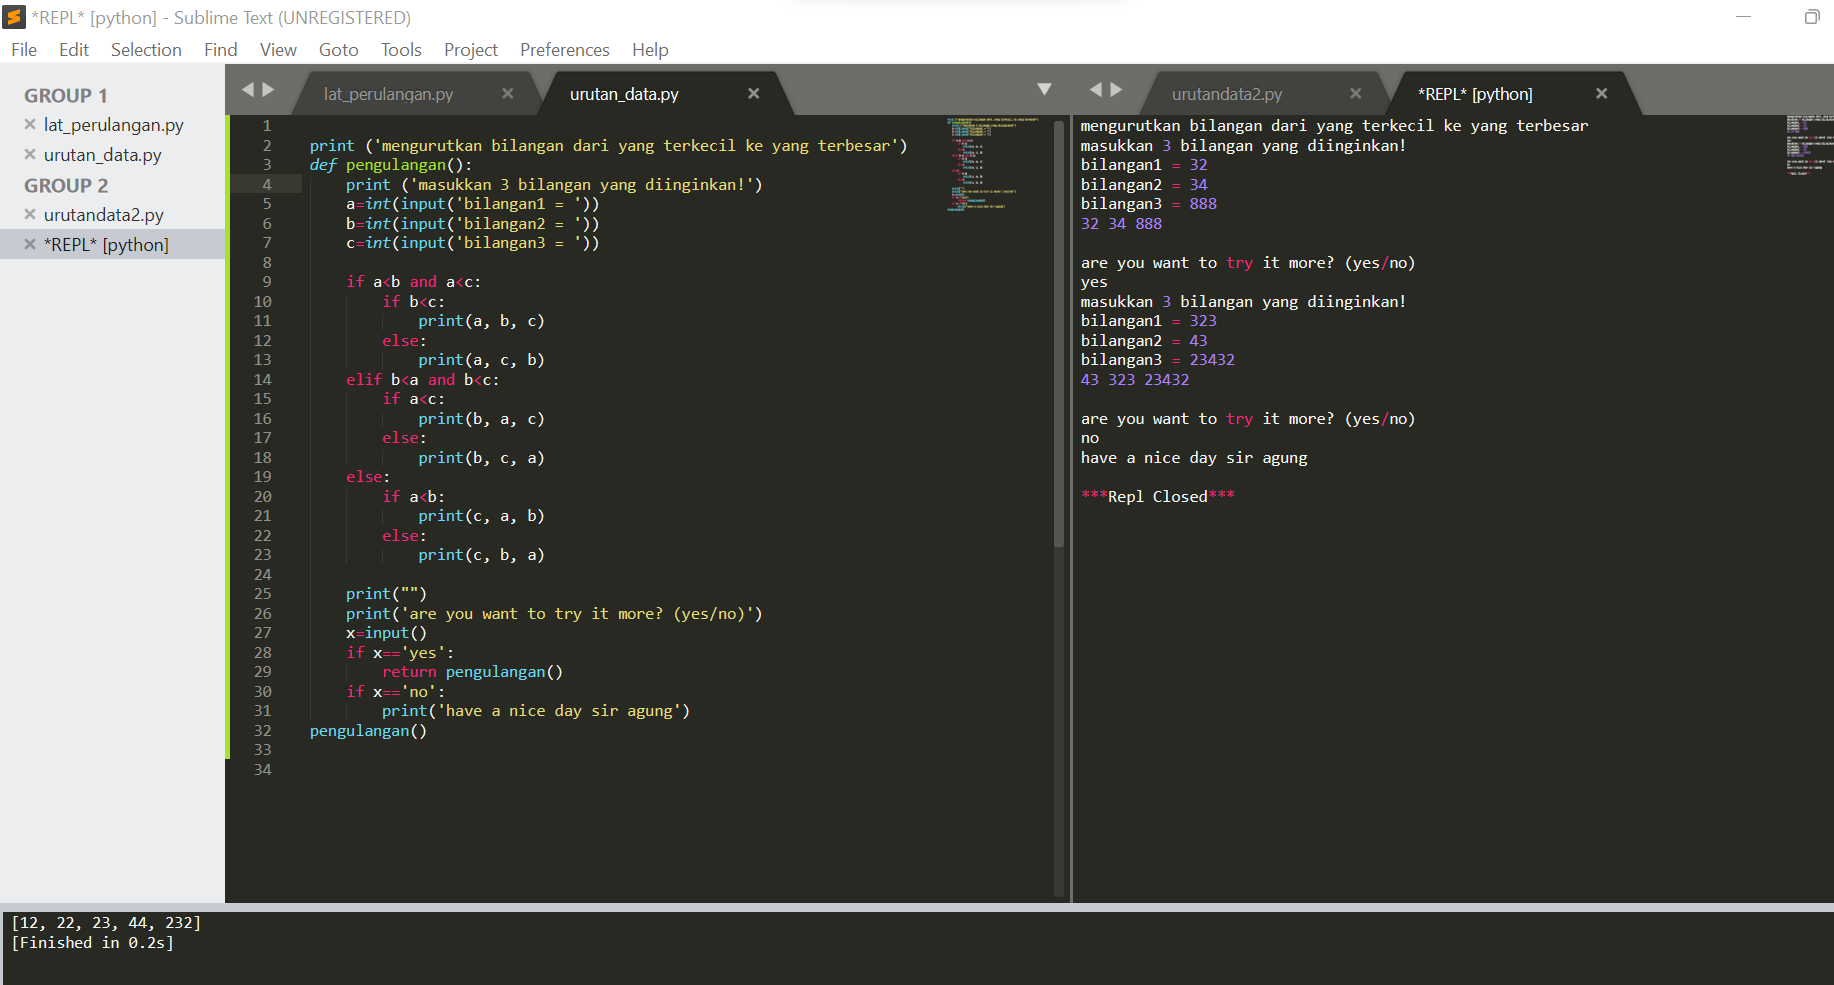 *REPL* [python] - Sublime Text (UNREGISTERED)
File Edit Selection Find View Goto Tools Project Preferences Help
GROUP 1
lat_perulangan.py
urutan_data.py
GROUP 2
urutandata2.py
*REPL* [python]
lat_perulangan.py urutan_data.py
1
2 print ('mengurutkan bilangan dari yang terkecil ke yang terbesar')
3 def pengulangan():
4     print ('masukkan 3 bilangan yang diinginkan!')
5     a=int(input('bilangan1 = '))
6     b=int(input('bilangan2 = '))
7     c=int(input('bilangan3 = '))
8
9     if a<b and a<c:
10         if b<c:
11             print(a, b, c)
12         else:
13             print(a, c, b)
14     elif b<a and b<c:
15         if a<c:
16             print(b, a, c)
17         else:
18             print(b, c, a)
19     else:
20         if a<b:
21             print(c, a, b)
22         else:
23             print(c, b, a)
24
25     print("")
26     print('are you want to try it more? (yes/no)')
27     x=input()
28     if x=='yes':
29         return pengulangan()
30     if x=='no':
31         print('have a nice day sir agung')
32 pengulangan()
33
34
urutandata2.py *REPL* [python]
mengurutkan bilangan dari yang terkecil ke yang terbesar
masukkan 3 bilangan yang diinginkan!
bilangan1 = 32
bilangan2 = 34
bilangan3 = 888
32 34 888
are you want to try it more? (yes/no)
yes
masukkan 3 bilangan yang diinginkan!
bilangan1 = 323
bilangan2 = 43
bilangan3 = 23432
43 323 23432
are you want to try it more? (yes/no)
no
have a nice day sir agung
***Repl Closed***
[12, 22, 23, 44, 232]
[Finished in 0.2s]